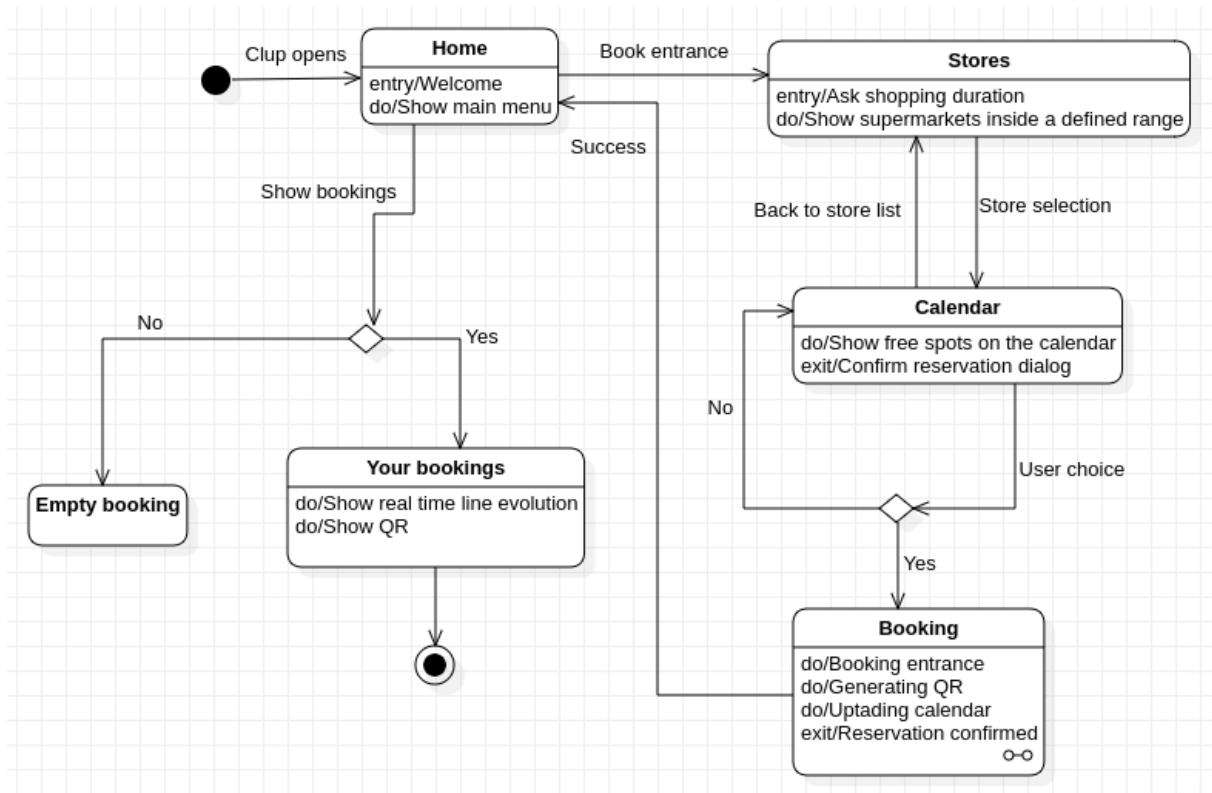 Clup opens
Home
entry/Welcome
do/Show main menu
Book entrance
Stores
entry/Ask shopping duration
do/Show supermarkets inside a defined range
Success
Show bookings
Back to store list
Store selection
Calendar
do/Show free spots on the calendar
exit/Confirm reservation dialog
No
Yes
No
User choice
Empty booking
Your bookings
do/Show real time line evolution
do/Show QR
Yes
Booking
do/Booking entrance
do/Generating QR
do/Uptading calendar
exit/Reservation confirmed